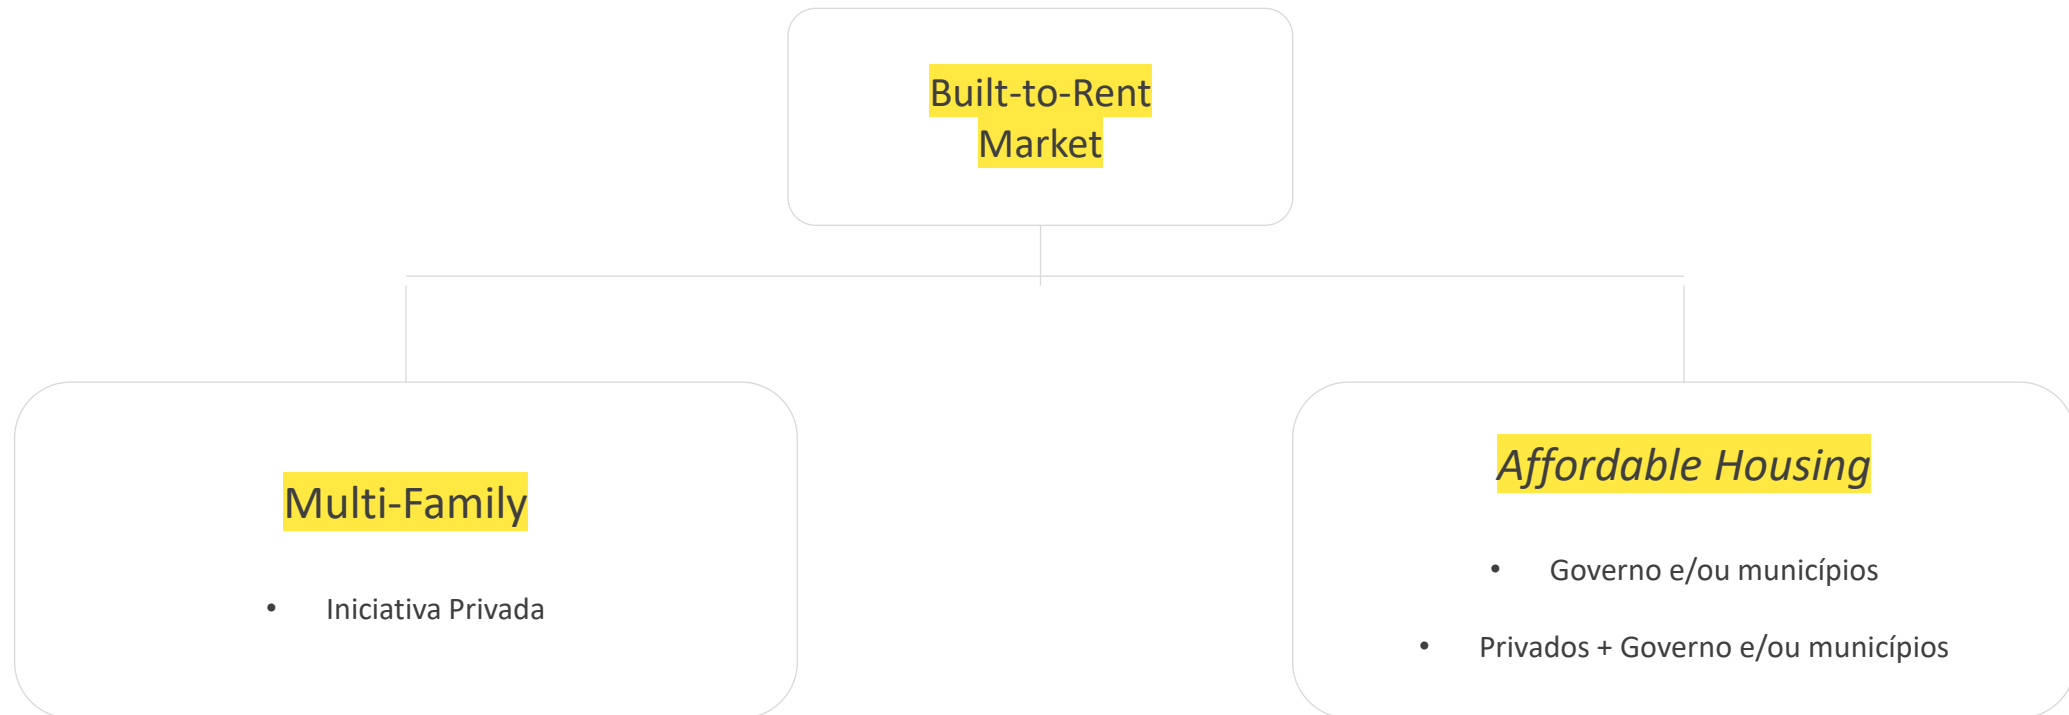 Built-to-Rent
Market
Multi-Family
• Iniciativa Privada
Affordable Housing
• Governo e/ou municípios
• Privados + Governo e/ou municípios